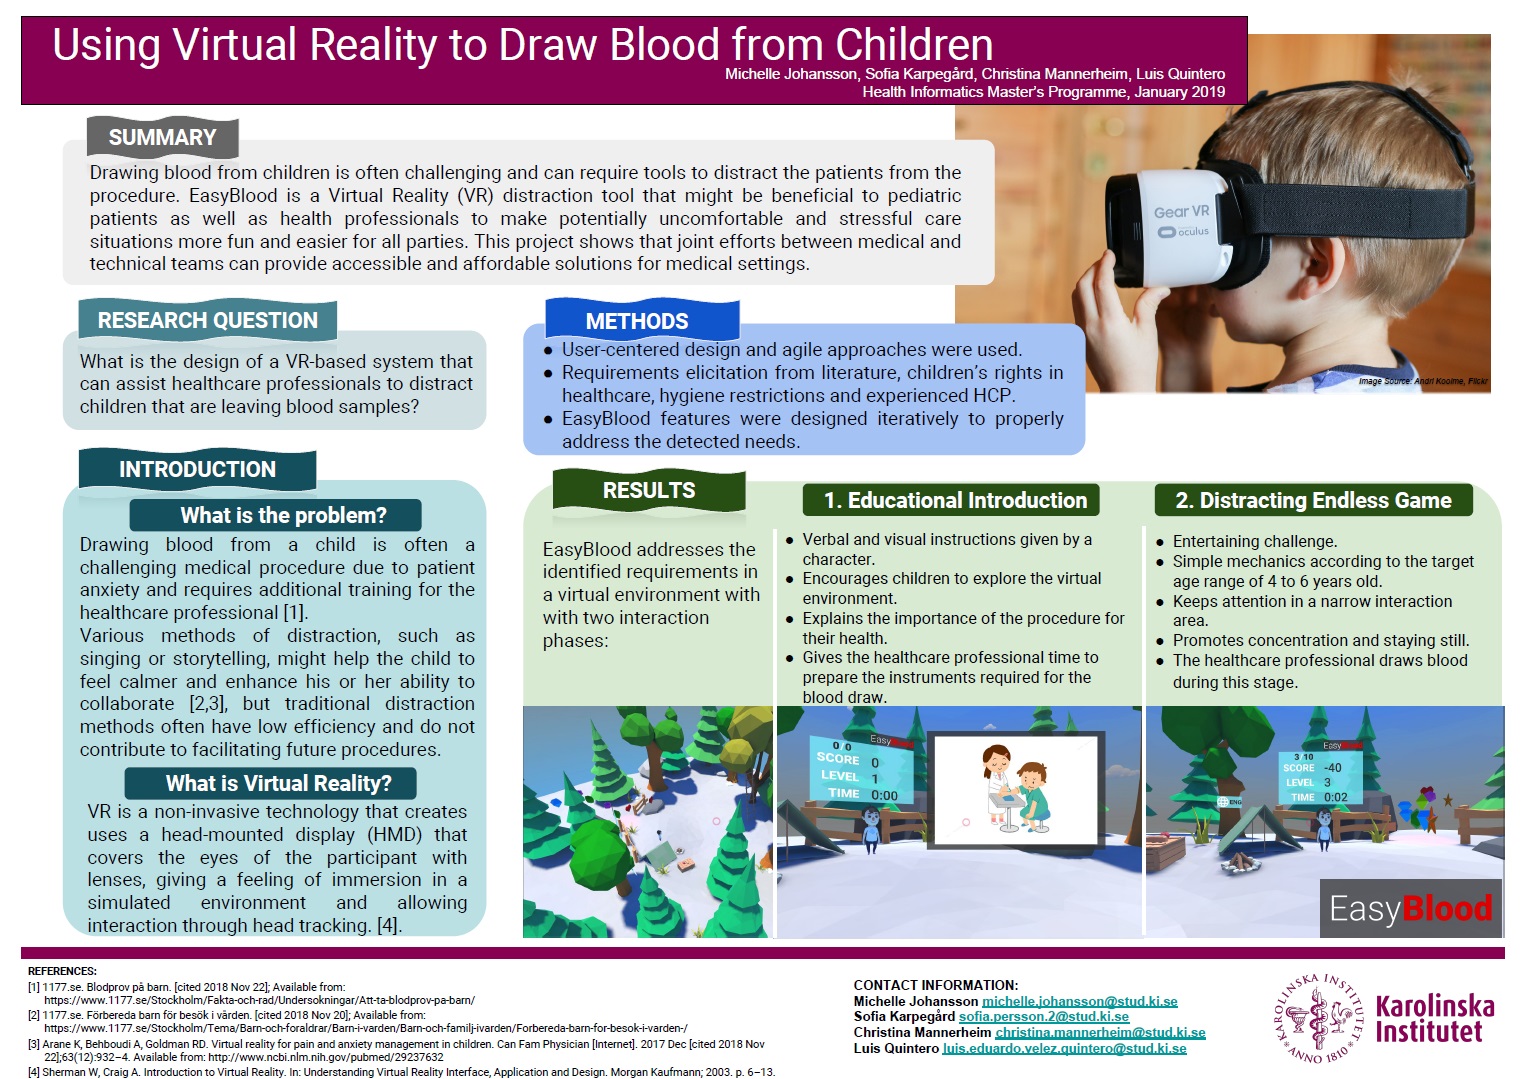 Using Virtual Reality to Draw Blood from Children
Michelle Johansson, Sofia Karpegård, Christina Mannerheim, Luis Quintero
Health Informatics Master's Programme, January 2019
SUMMARY
Drawing blood from children is often challenging and can require tools to distract the patients from the
procedure. EasyBlood is a Virtual Reality (VR) distraction tool that might be beneficial to pediatric
patients as well as health professionals to make potentially uncomfortable and stressful care
situations more fun and easier for all parties. This project shows that joint efforts between medical and
technical teams can provide accessible and affordable solutions for medical settings.
Gear VR
oculus
Image Source: Andri Koolme, Flickr
RESEARCH QUESTION
What is the design of a VR-based system that
can assist healthcare professionals to distract
children that are leaving blood samples?
METHODS
● User-centered design and agile approaches were used.
● Requirements elicitation from literature, children's rights in
healthcare, hygiene restrictions and experienced HCP.
● EasyBlood features were designed iteratively to properly
address the detected needs.
INTRODUCTION
What is the problem?
Drawing blood from a child is often a
challenging medical procedure due to patient
anxiety and requires additional training for the
healthcare professional [1].
Various methods of distraction, such as
singing or storytelling, might help the child to
feel calmer and enhance his or her ability to
collaborate [2,3], but traditional distraction
methods often have low efficiency and do not
contribute to facilitating future procedures.
What is Virtual Reality?
VR is a non-invasive technology that creates
uses a head-mounted display (HMD) that
covers the eyes of the participant with
lenses, giving a feeling of immersion in a
simulated environment and allowing
interaction through head tracking. [4].
RESULTS
EasyBlood addresses the
identified requirements in
a virtual environment with
with two interaction
phases:
1. Educational Introduction
● Verbal and visual instructions given by a
character.
● Encourages children to explore the virtual
environment.
● Explains the importance of the procedure for
their health.
● Gives the healthcare professional time to
prepare the instruments required for the
blood draw.
2. Distracting Endless Game
● Entertaining challenge.
● Simple mechanics according to the target
age range of 4 to 6 years old.
● Keeps attention in a narrow interaction
area.
● Promotes concentration and staying still.
● The healthcare professional draws blood
during this stage.
EasyBlood
0/0
SCORE 0
LEVEL 1
TIME 0:00
EasyBlood
3 10
SCORE -40
LEVEL 3
TIME 0:02
ENG
EasyBlood
REFERENCES:
[1] 1177.se. Blodprov på barn. [cited 2018 Nov 22]; Available from:
https://www.1177.se/Stockholm/Fakta-och-rad/Undersokningar/Att-ta-blodprov-pa-barn/
[2] 1177.se. Förbereda barn för besök i vården. [cited 2018 Nov 20]; Available from:
https://www.1177.se/Stockholm/Tema/Barn-och-foraldrar/Barn-i-varden/Barn-och-familj-ivarden/Forbereda-barn-for-besok-i-varden-/
[3] Arane K, Behboudi A, Goldman RD. Virtual reality for pain and anxiety management in children. Can Fam Physician [Internet]. 2017 Dec [cited 2018 Nov
22];63(12):932–4. Available from: http://www.ncbi.nlm.nih.gov/pubmed/29237632
[4] Sherman W, Craig A. Introduction to Virtual Reality. In: Understanding Virtual Reality Interface, Application and Design. Morgan Kaufmann; 2003. p. 6–13.
CONTACT INFORMATION:
Michelle Johansson michelle.johansson@stud.ki.se
Sofia Karpegård sofia.persson.2@stud.ki.se
Christina Mannerheim christina.mannerheim@stud.ki.se
Luis Quintero luis.eduardo.velez.quintero@stud.ki.se
KAROLINSKA INSTITUTET
ANNO 1810
Karolinska
Institutet